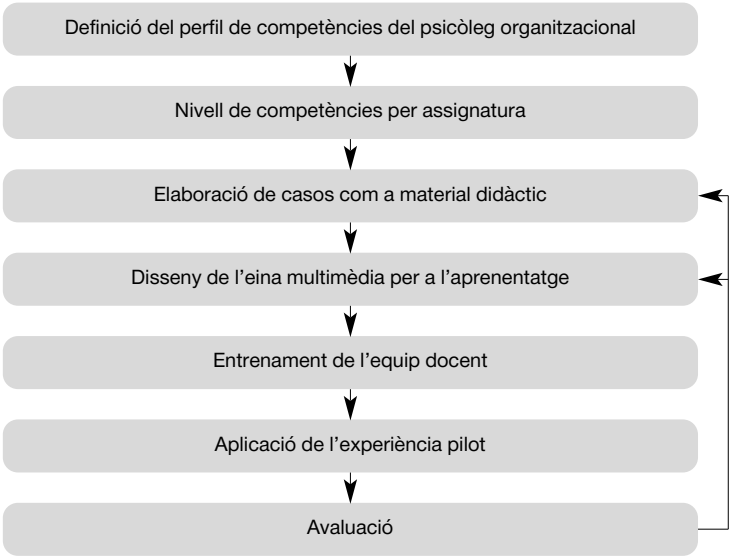 Definició del perfil de competències del psicòleg organitzacional
Nivell de competències per assignatura
Elaboració de casos com a material didàctic
Disseny de l’eina multimèdia per a l’aprenentatge
Entrenament de l’equip docent
Aplicació de l’experiència pilot
Avaluació